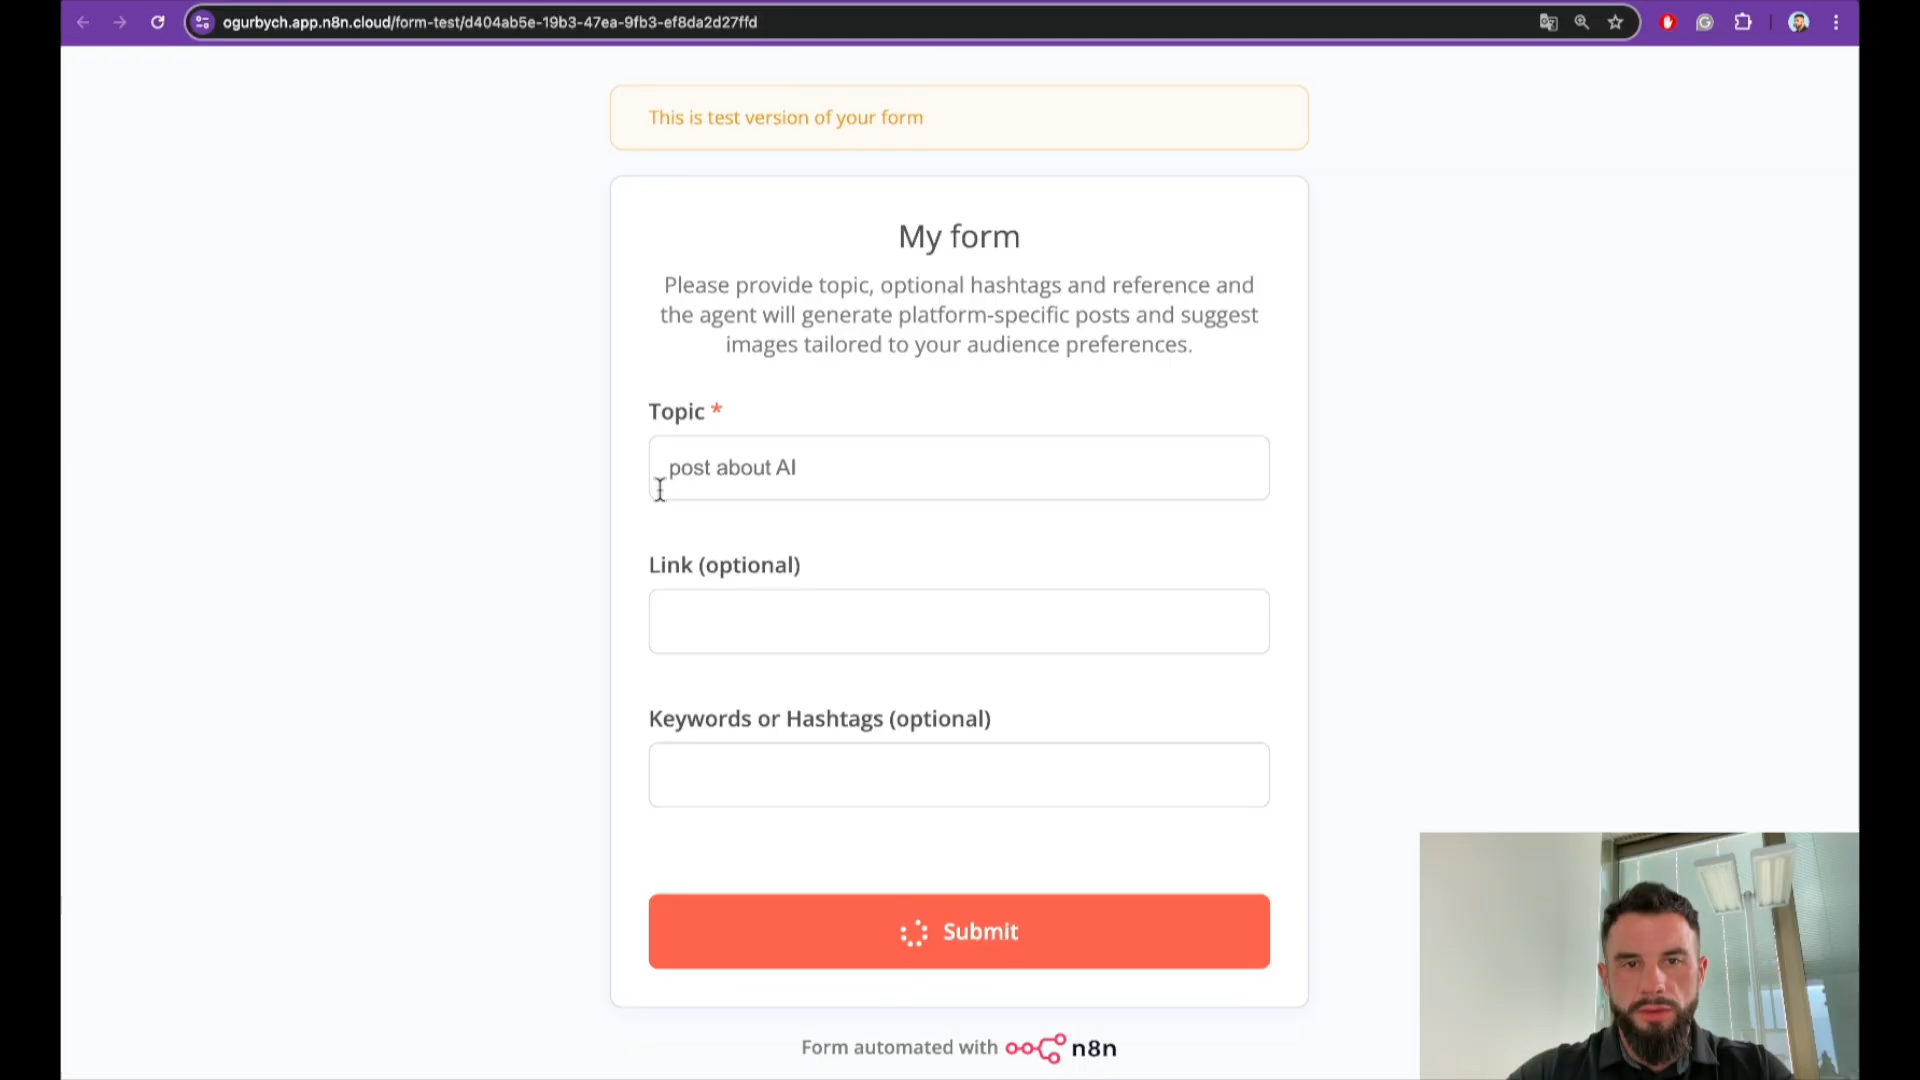 ogurbych.app.n8n.cloud/form-test/d404ab5e-19b3-47ea-9fb3-ef8da2d27ffd
This is test version of your form
My form
Please provide topic, optional hashtags and reference and
the agent will generate platform-specific posts and suggest
images tailored to your audience preferences.
Topic *
post about AI
Link (optional)
Keywords or Hashtags (optional)
Submit
Form automated with n8n